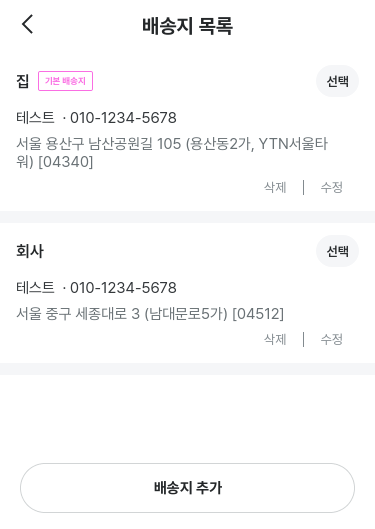 배송지 목록
집 기본 배송지 선택
테스트 · 010-1234-5678
서울 용산구 남산공원길 105 (용산동2가, YTN서울타
워) [04340]
삭제 | 수정
회사 선택
테스트 · 010-1234-5678
서울 중구 세종대로 3 (남대문로5가) [04512]
삭제 | 수정
배송지 추가